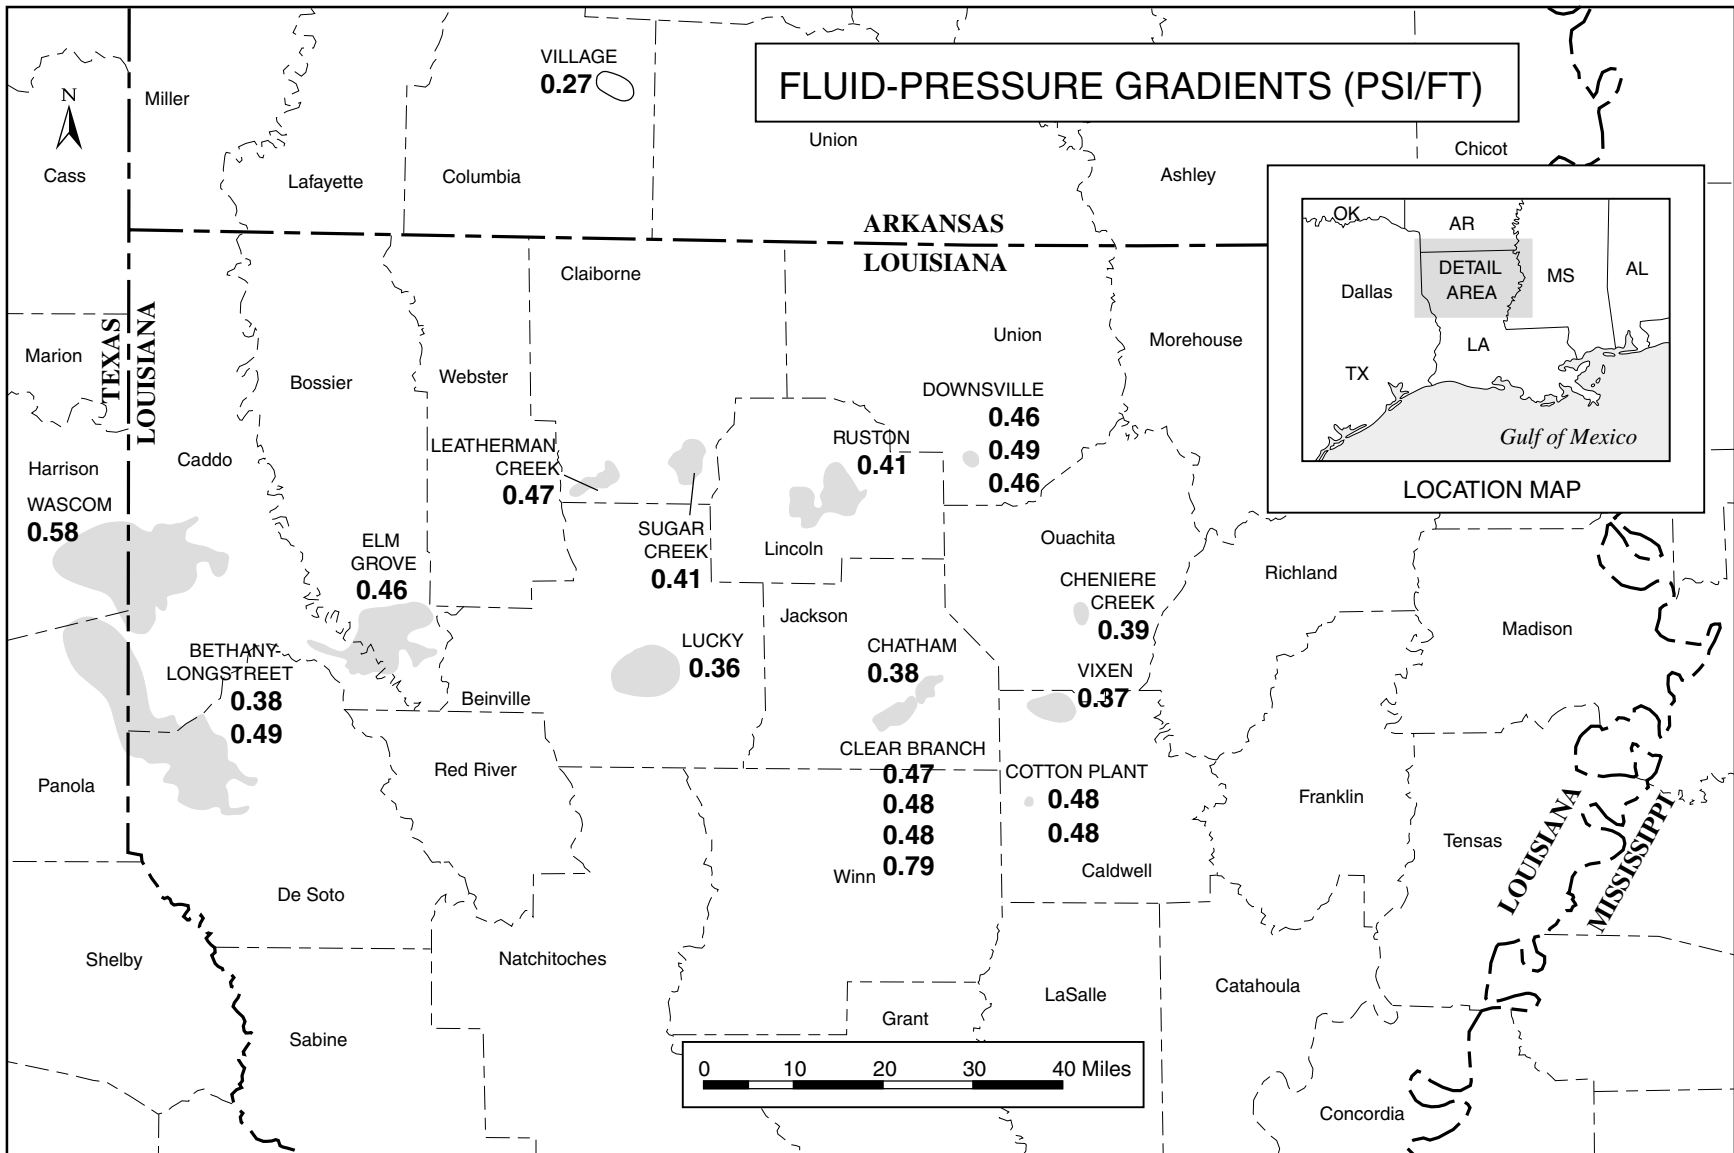 VILLAGE
0.27
FLUID-PRESSURE GRADIENTS (PSI/FT)
N
Miller
Cass
Lafayette
Columbia
Union
Ashley
Chicot
ARKANSAS
LOUISIANA
OK
AR
DETAIL
AREA
MS
AL
Dallas
LA
TX
Gulf of Mexico
LOCATION MAP
Claiborne
Union
Morehouse
Marion
TEXAS
LOUISIANA
Bossier
Webster
DOWNSVILLE
0.46
0.49
0.46
RUSTON
0.41
LEATHERMAN
CREEK
0.47
Caddo
Harrison
WASCOM
0.58
ELM
GROVE
0.46
SUGAR
CREEK
0.41
Lincoln
Ouachita
Richland
CHENIERE
CREEK
0.39
Jackson
Madison
BETHANY-
LONGSTREET
0.38
0.49
LUCKY
0.36
CHATHAM
0.38
VIXEN
0.37
Beinville
CLEAR BRANCH
0.47
0.48
0.48
0.79
COTTON PLANT
0.48
0.48
Red River
Panola
Franklin
Tensas
LOUISIANA
MISSISSIPPI
Winn
Caldwell
De Soto
Shelby
Natchitoches
LaSalle
Catahoula
Grant
Sabine
0 10 20 30 40 Miles
Concordia